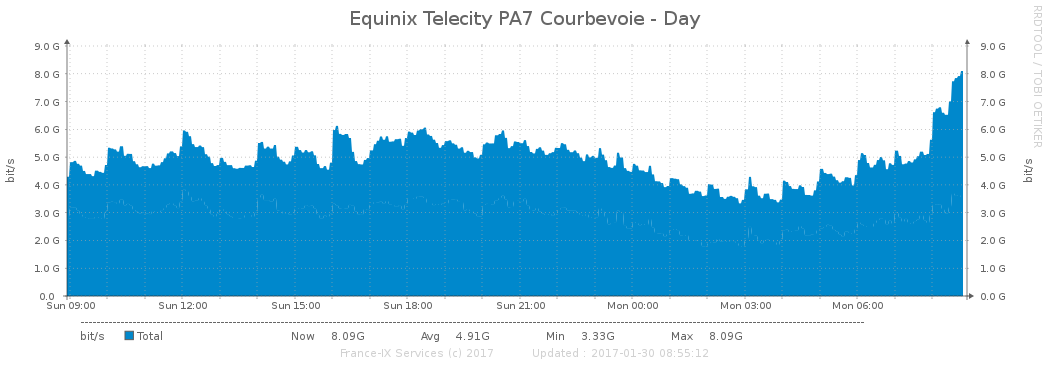 Equinix Telecity PA7 Courbevoie - Day
RRDTOOL / TOBI OETIKER
9.0 G 9.0 G
8.0 G 8.0 G
7.0 G 7.0 G
6.0 G 6.0 G
5.0 G 5.0 G
4.0 G 4.0 G
3.0 G 3.0 G
2.0 G 2.0 G
1.0 G 1.0 G
0.0 0.0 G
bit/s
bit/s
Sun 09:00 Sun 12:00 Sun 15:00 Sun 18:00 Sun 21:00 Mon 00:00 Mon 03:00 Mon 06:00
bit/s Total Now 8.09G Avg 4.91G Min 3.33G Max 8.09G
France-IX Services (c) 2017 Updated : 2017-01-30 08:55:12